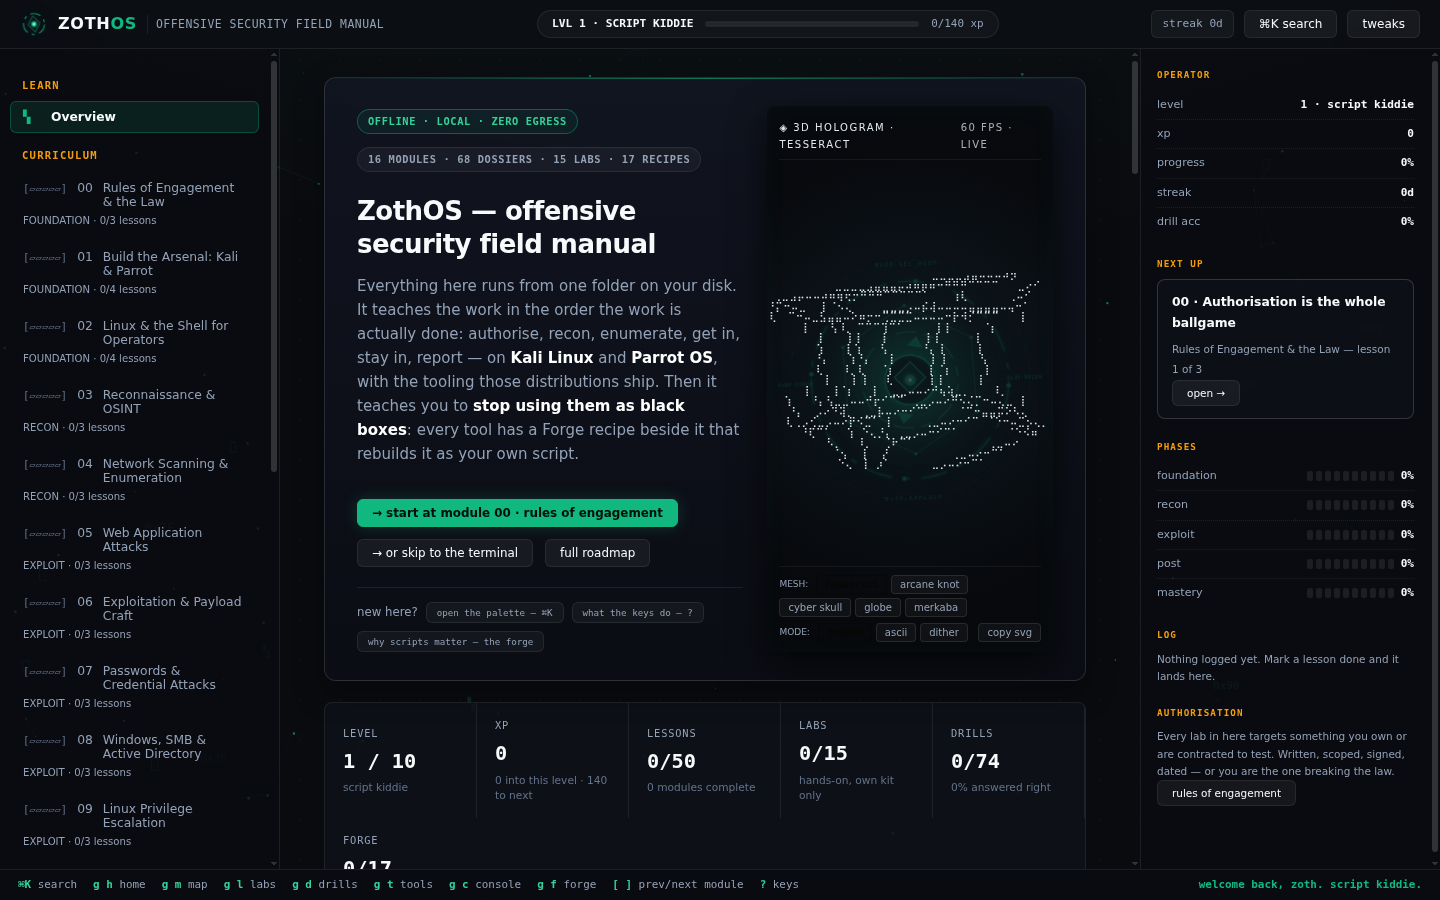 ZOTHOS
OFFENSIVE SECURITY FIELD MANUAL
LVL 1 · SCRIPT KIDDIE
0/140 xp
streak 0d
⌘K search
tweaks
LEARN
Overview
CURRICULUM
00 Rules of Engagement
& the Law
FOUNDATION · 0/3 lessons
01 Build the Arsenal: Kali
& Parrot
FOUNDATION · 0/4 lessons
02 Linux & the Shell for
Operators
FOUNDATION · 0/4 lessons
03 Reconnaissance &
OSINT
RECON · 0/3 lessons
04 Network Scanning &
Enumeration
RECON · 0/3 lessons
05 Web Application
Attacks
EXPLOIT · 0/3 lessons
06 Exploitation & Payload
Craft
EXPLOIT · 0/3 lessons
07 Passwords &
Credential Attacks
EXPLOIT · 0/3 lessons
08 Windows, SMB &
Active Directory
EXPLOIT · 0/3 lessons
09 Linux Privilege
Escalation
EXPLOIT · 0/3 lessons
OFFLINE · LOCAL · ZERO EGRESS
16 MODULES · 68 DOSSIERS · 15 LABS · 17 RECIPES
ZothOS — offensive
security field manual
Everything here runs from one folder on your disk.
It teaches the work in the order the work is
actually done: authorise, recon, enumerate, get in,
stay in, report — on Kali Linux and Parrot OS,
with the tooling those distributions ship. Then it
teaches you to stop using them as black
boxes: every tool has a Forge recipe beside it that
rebuilds it as your own script.
→ start at module 00 · rules of engagement
→ or skip to the terminal
full roadmap
new here?
open the palette — ⌘K
what the keys do — ?
why scripts matter — the forge
◈ 3D HOLOGRAM ·
TESSERACT
60 FPS ·
LIVE
MESH:
arcane knot
cyber skull
globe
merkaba
MODE:
ascii
dither
copy svg
LEVEL
1 / 10
script kiddie
XP
0
0 into this level · 140
to next
LESSONS
0/50
0 modules complete
LABS
0/15
hands-on, own kit
only
DRILLS
0/74
0% answered right
FORGE
0/17
OPERATOR
level 1 · script kiddie
xp 0
progress 0%
streak 0d
drill acc 0%
NEXT UP
00 · Authorisation is the whole
ballgame
Rules of Engagement & the Law — lesson
1 of 3
open →
PHASES
foundation 0%
recon 0%
exploit 0%
post 0%
mastery 0%
LOG
Nothing logged yet. Mark a lesson done and it
lands here.
AUTHORISATION
Every lab in here targets something you own or
are contracted to test. Written, scoped, signed,
dated — or you are the one breaking the law.
rules of engagement
⌘K search
g h home
g m map
g l labs
g d drills
g t tools
g c console
g f forge
[ ] prev/next module
? keys
welcome back, zoth. script kiddie.